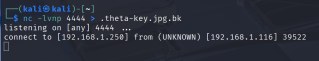 ┌──(kali㉿kali)-[~]
└─$ nc -lvnp 4444 > .theta-key.jpg.bk
listening on [any] 4444 ...
connect to [192.168.1.250] from (UNKNOWN) [192.168.1.116] 39522